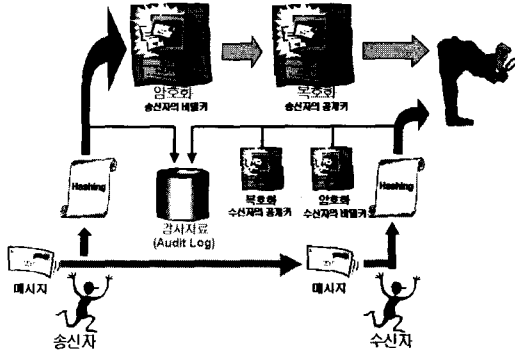 암호화
송신자의 비밀키
복호화
송신자의 공개키
Hashing
감사자료
(Audit Log)
복호화
수신자의 공개키
암호화
수신자의 비밀키
Hashing
메시지
메시지
송신자
수신자